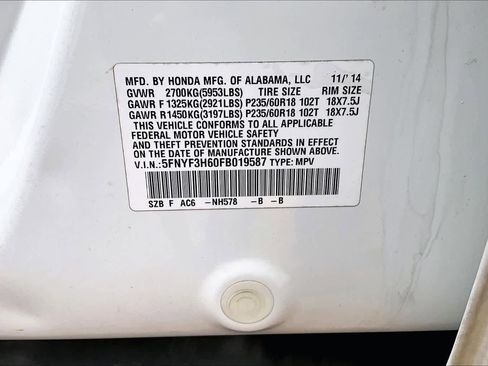 MFD. BY HONDA MFG. OF ALABAMA, LLC 11/'14
GVWR 2700KG(5953LBS) TIRE SIZE RIM SIZE
GAWR F 1325KG(2921LBS) P235/60R18 102T 18X7.5J
GAWR R1450KG(3197LBS) P235/60R18 102T 18X7.5J
THIS VEHICLE CONFORMS TO ALL APPLICABLE
FEDERAL MOTOR VEHICLE SAFETY
AND THEFT PREVENTION STANDARDS IN EFFECT
ON THE DATE OF MANUFACTURE SHOWN ABOVE.
V.I.N.: 5FNYF3H60FB019587 TYPE: MPV
SZB F AC6 -NH578 -B -B